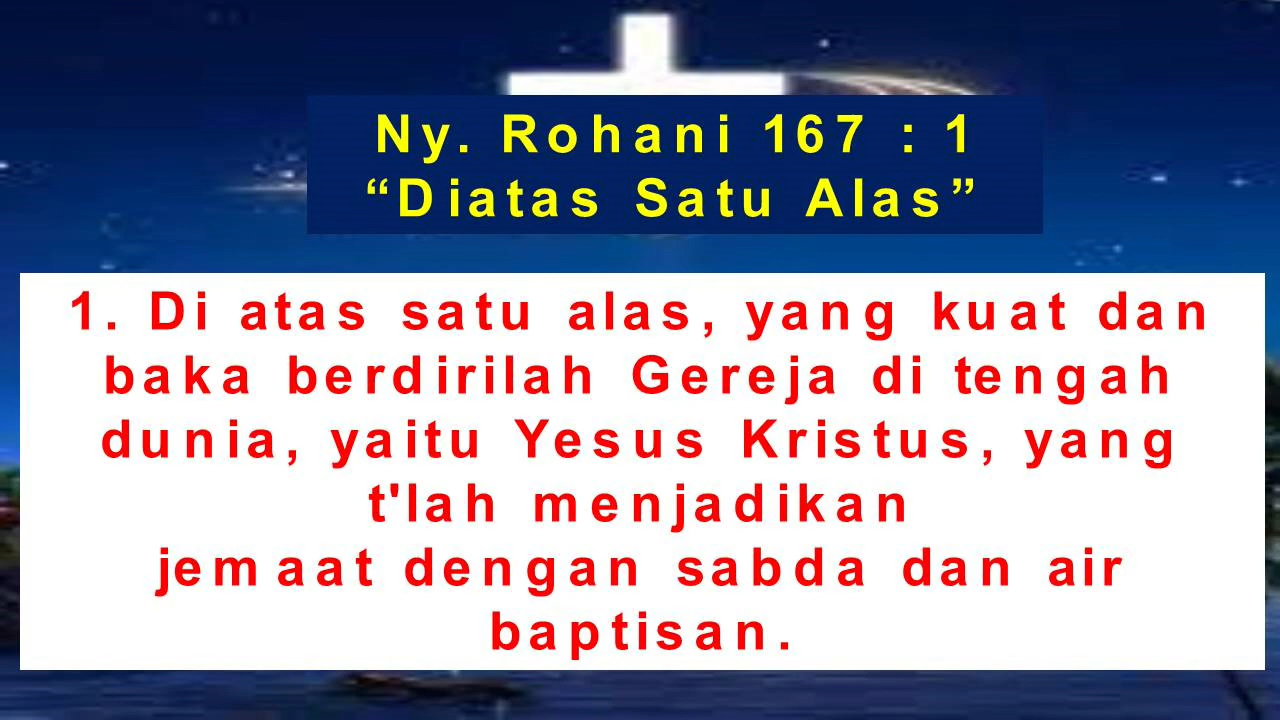 Ny. Rohani 167 : 1
“Diatas Satu Alas”
1. Di atas satu alas, yang kuat dan
baka berdirilah Gereja di tengah
dunia, yaitu Yesus Kristus, yang
t'lah menjadikan
jemaat dengan sabda dan air
baptisan.